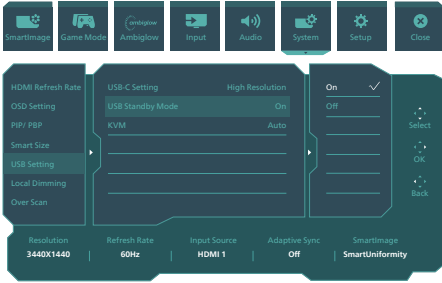 SmartImage
Game Mode
ambiglow
Ambiglow
Input
Audio
System
Setup
Close
HDMI Refresh Rate
OSD Setting
PIP/ PBP
Smart Size
USB Setting
Local Dimming
Over Scan
USB-C Setting High Resolution
USB Standby Mode On
KVM Auto
On
Off
Select
OK
Back
Resolution Refresh Rate Input Source Adaptive Sync SmartImage
3440X1440 | 60Hz | HDMI 1 | Off | SmartUniformity